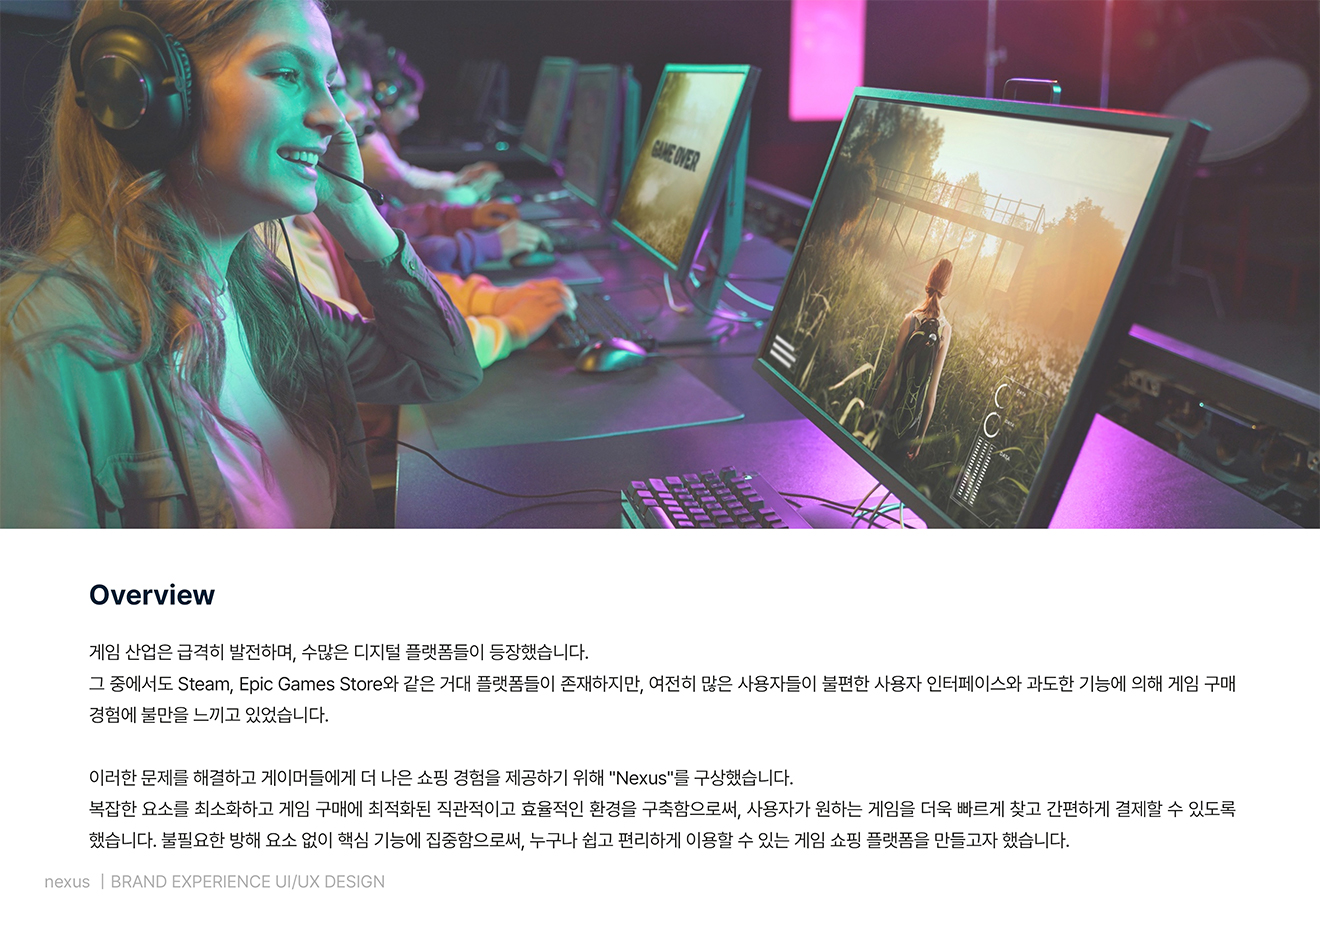 GAME OVER
Overview
게임 산업은 급격히 발전하며, 수많은 디지털 플랫폼들이 등장했습니다.
그 중에서도 Steam, Epic Games Store와 같은 거대 플랫폼들이 존재하지만, 여전히 많은 사용자들이 불편한 사용자 인터페이스와 과도한 기능에 의해 게임 구매
경험에 불만을 느끼고 있었습니다.
이러한 문제를 해결하고 게이머들에게 더 나은 쇼핑 경험을 제공하기 위해 "Nexus"를 구상했습니다.
복잡한 요소를 최소화하고 게임 구매에 최적화된 직관적이고 효율적인 환경을 구축함으로써, 사용자가 원하는 게임을 더욱 빠르게 찾고 간편하게 결제할 수 있도록
했습니다. 불필요한 방해 요소 없이 핵심 기능에 집중함으로써, 누구나 쉽고 편리하게 이용할 수 있는 게임 쇼핑 플랫폼을 만들고자 했습니다.
nexus | BRAND EXPERIENCE UI/UX DESIGN